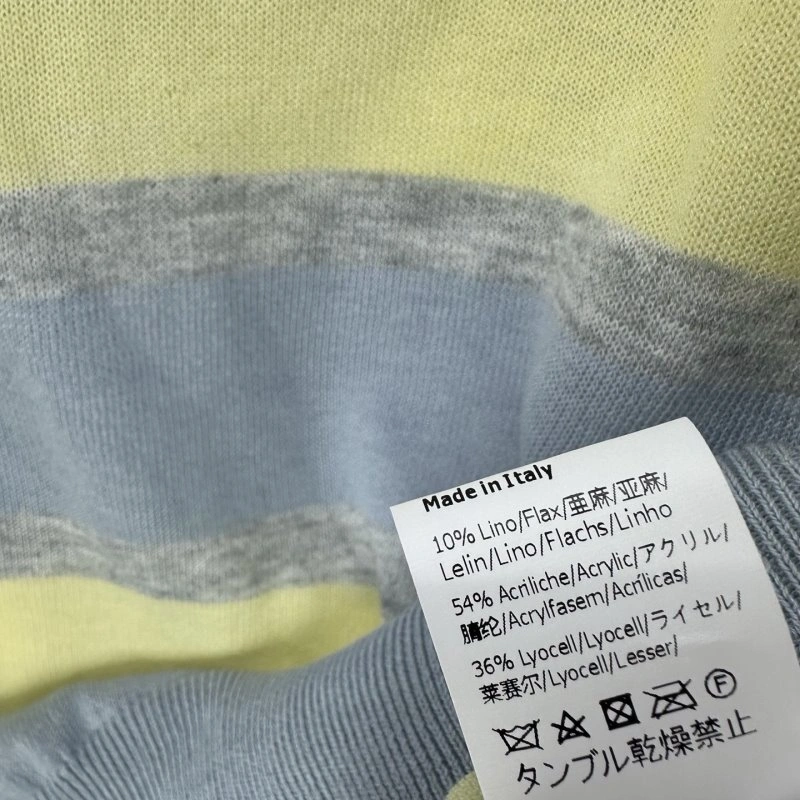 Made in Italy
10% Lino/Flax/亜麻/亚麻/
Lelin/Lino/Flachs/Linho
54% Acriliche/Acrylic/アクリル/
腈纶/Acrylfasern/Acrílicas/
36% Lyocell/Lyocell/ライセル/
莱赛尔/Lyocell/Lesser/
F
タンブル乾燥禁止